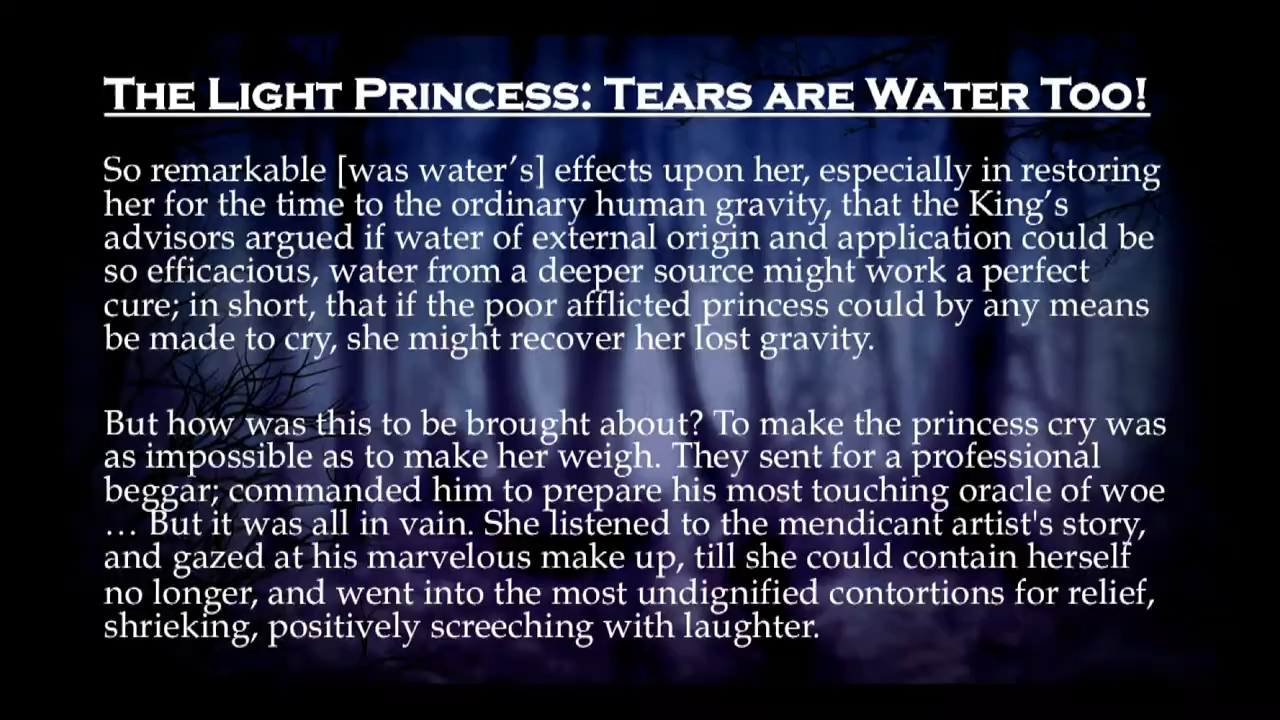 The Light Princess: Tears are Water Too!
So remarkable [was water’s] effects upon her, especially in restoring
her for the time to the ordinary human gravity, that the King’s
advisors argued if water of external origin and application could be
so efficacious, water from a deeper source might work a perfect
cure; in short, that if the poor afflicted princess could by any means
be made to cry, she might recover her lost gravity.
But how was this to be brought about? To make the princess cry was
as impossible as to make her weigh. They sent for a professional
beggar; commanded him to prepare his most touching oracle of woe
… But it was all in vain. She listened to the mendicant artist's story,
and gazed at his marvelous make up, till she could contain herself
no longer, and went into the most undignified contortions for relief,
shrieking, positively screeching with laughter.